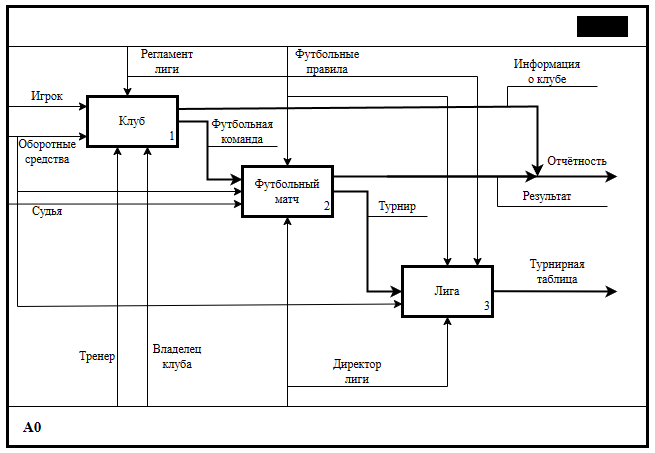 Регламент
лиги
Футбольные
правила
Информация
о клубе
Игрок
Клуб
1
Оборотные
средства
Футбольная
команда
Отчётность
Футбольный
матч
2
Результат
Судья
Турнир
Турнирная
таблица
Лига
3
Тренер
Владелец
клуба
Директор
лиги
A0